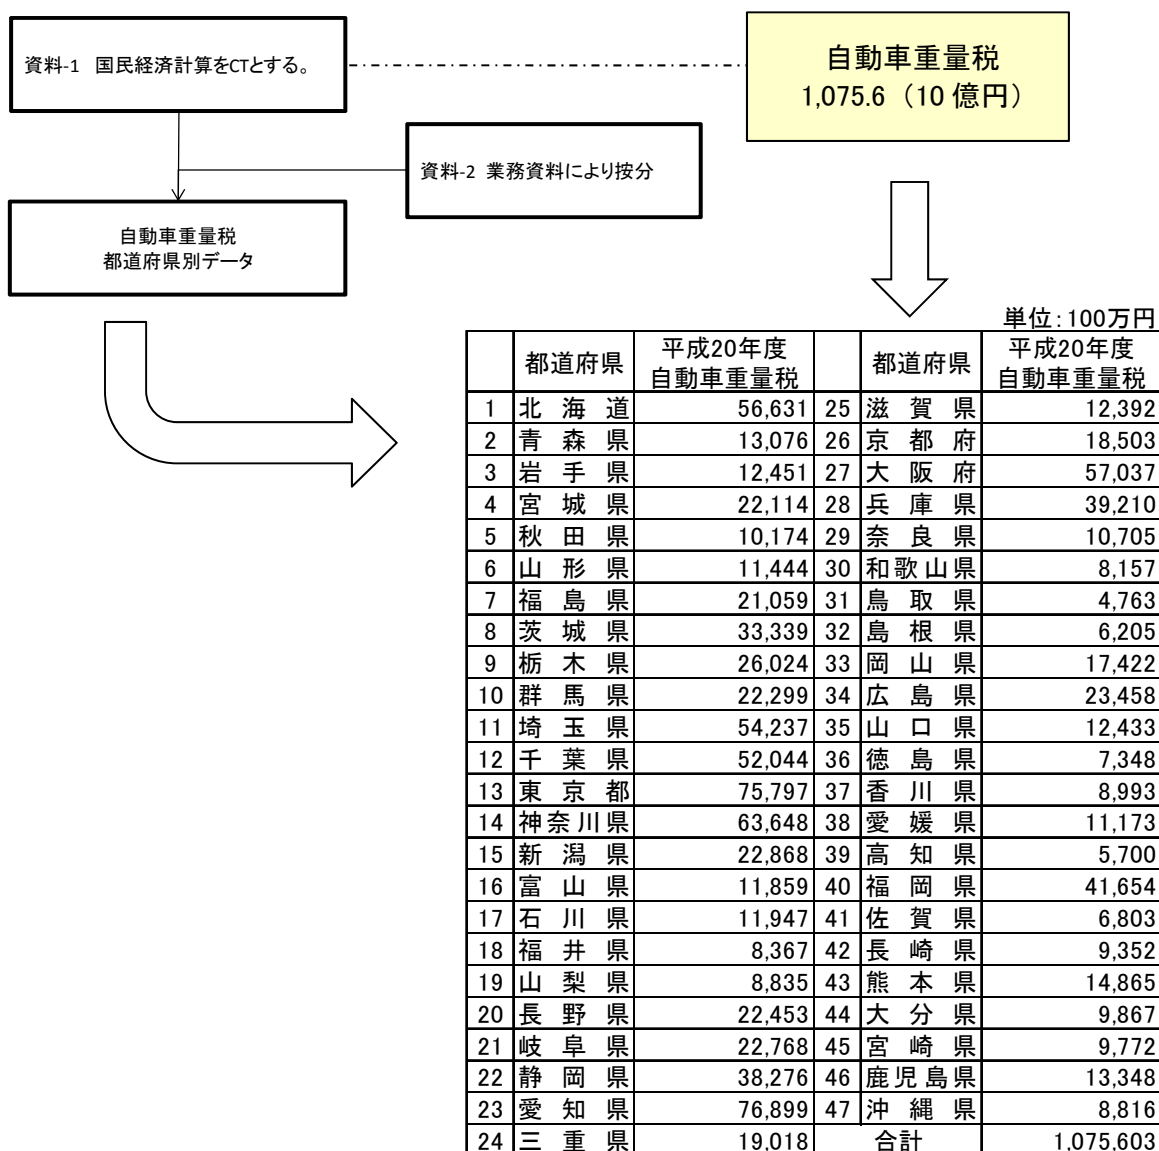 資料-1 国民経済計算をCTとする。
自動車重量税
1,075.6（10 億円）
資料-2 業務資料により按分
自動車重量税
都道府県別データ
単位：100万円
都道府県 平成20年度 自動車重量税 都道府県 平成20年度 自動車重量税
1 北海道 56,631 25 滋賀県 12,392
2 青森県 13,076 26 京都府 18,503
3 岩手県 12,451 27 大阪府 57,037
4 宮城県 22,114 28 兵庫県 39,210
5 秋田県 10,174 29 奈良県 10,705
6 山形県 11,444 30 和歌山県 8,157
7 福島県 21,059 31 鳥取県 4,763
8 茨城県 33,339 32 島根県 6,205
9 栃木県 26,024 33 岡山県 17,422
10 群馬県 22,299 34 広島県 23,458
11 埼玉県 54,237 35 山口県 12,433
12 千葉県 52,044 36 徳島県 7,348
13 東京都 75,797 37 香川県 8,993
14 神奈川県 63,648 38 愛媛県 11,173
15 新潟県 22,868 39 高知県 5,700
16 富山県 11,859 40 福岡県 41,654
17 石川県 11,947 41 佐賀県 6,803
18 福井県 8,367 42 長崎県 9,352
19 山梨県 8,835 43 熊本県 14,865
20 長野県 22,453 44 大分県 9,867
21 岐阜県 22,768 45 宮崎県 9,772
22 静岡県 38,276 46 鹿児島県 13,348
23 愛知県 76,899 47 沖縄県 8,816
24 三重県 19,018 合計 1,075,603